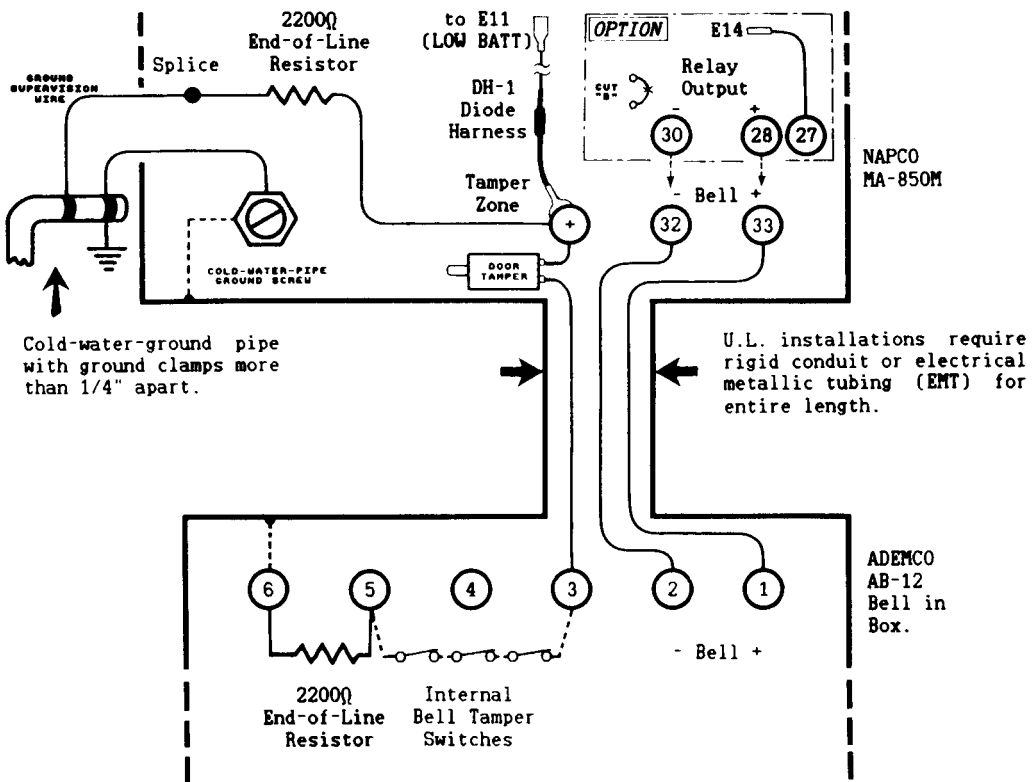 2200Ω
End-of-Line
Resistor
Splice
GROUND
SUPERVISION
WIRE
to E11
(LOW BATT)
DH-1
Diode
Harness
Tamper
Zone
+
OPTION
E14
CUT
"B"
Relay
Output
- +
30 28 27
- Bell +
32 33
NAPCO
MA-850M
COLD-WATER-PIPE
GROUND SCREW
DOOR
TAMPER
Cold-water-ground pipe
with ground clamps more
than 1/4" apart.
U.L. installations require
rigid conduit or electrical
metallic tubing (EMT) for
entire length.
6 5 4 3 2 1
ADEMCO
AB-12
Bell in
Box.
- Bell +
2200Ω
End-of-Line
Resistor
Internal
Bell Tamper
Switches